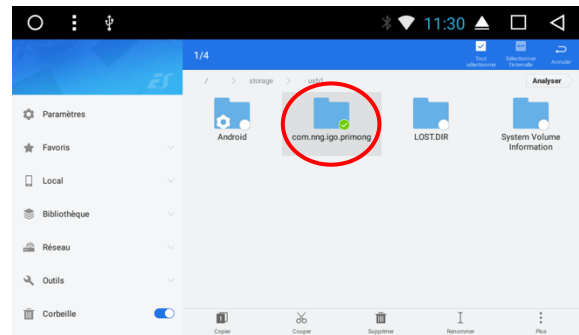 11:30
1/4
Tout
sélectionner
Sélectionner
l'intervalle
Annuler
ES
/ > storage > usb1
Analyser
Paramètres
Favoris
Local
Bibliothèque
Réseau
Outils
Corbeille
Android
com.nng.igo.primong
LOST.DIR
System Volume
Information
Copier
Couper
Supprimer
Renommer
Plus